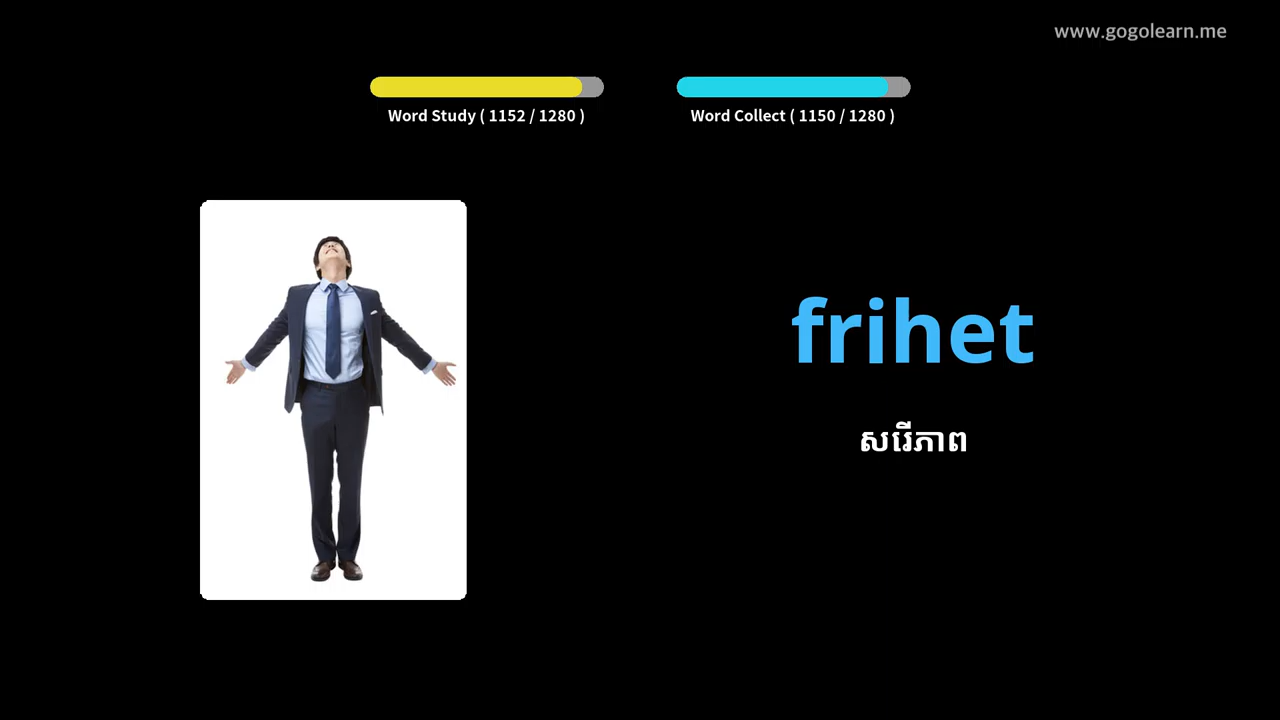 www.gogolearn.me
Word Study ( 1152 / 1280 )
Word Collect ( 1150 / 1280 )
frihet
សេរីភាព